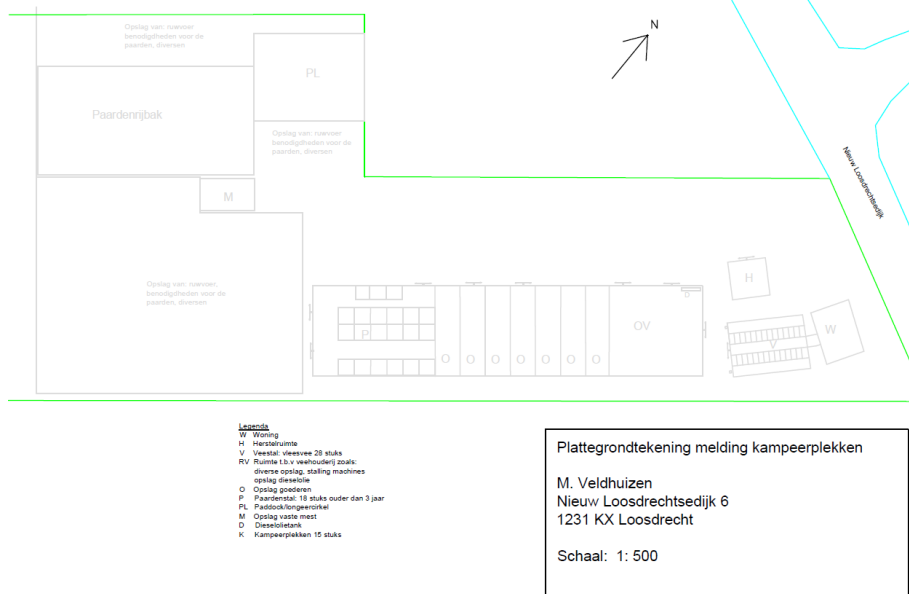 Opslag van: ruwvoer
benodigdheden voor de
paarden, diversen
N
PL
Paardenrijbak
Opslag van: ruwvoer
benodigdheden voor de
paarden, diversen
Nieuw Loosdrechtsedijk
M
H
Opslag van: ruwvoer,
benodigdheden voor de
paarden, diversen
P
OV
V
W
O O O O O O O
Legenda
W Woning
H Herstelruimte
V Veestal: vleesvee 28 stuks
RV Ruimte t.b.v veehouderij zoals:
diverse opslag, stalling machines
opslag dieselolie
O Opslag goederen
P Paardenstal: 18 stuks ouder dan 3 jaar
PL Paddock/longeercirkel
M Opslag vaste mest
D Dieselolietank
K Kampeerplekken 15 stuks
Plattegrondtekening melding kampeerplekken
M. Veldhuizen
Nieuw Loosdrechtsedijk 6
1231 KX Loosdrecht
Schaal: 1: 500